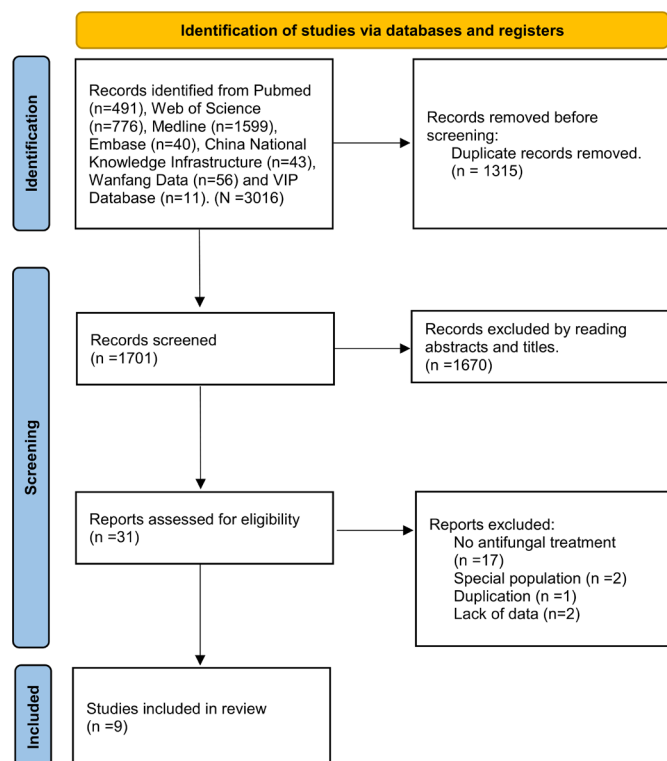 Identification of studies via databases and registers
Identification
Records identified from Pubmed
(n=491), Web of Science
(n=776), Medline (n=1599),
Embase (n=40), China National
Knowledge Infrastructure (n=43),
Wanfang Data (n=56) and VIP
Database (n=11). (N =3016)
Records removed before
screening:
Duplicate records removed.
(n = 1315)
Screening
Records screened
(n =1701)
Records excluded by reading
abstracts and titles.
(n =1670)
Reports assessed for eligibility
(n =31)
Reports excluded:
No antifungal treatment
(n =17)
Special population (n =2)
Duplication (n =1)
Lack of data (n=2)
Included
Studies included in review
(n =9)